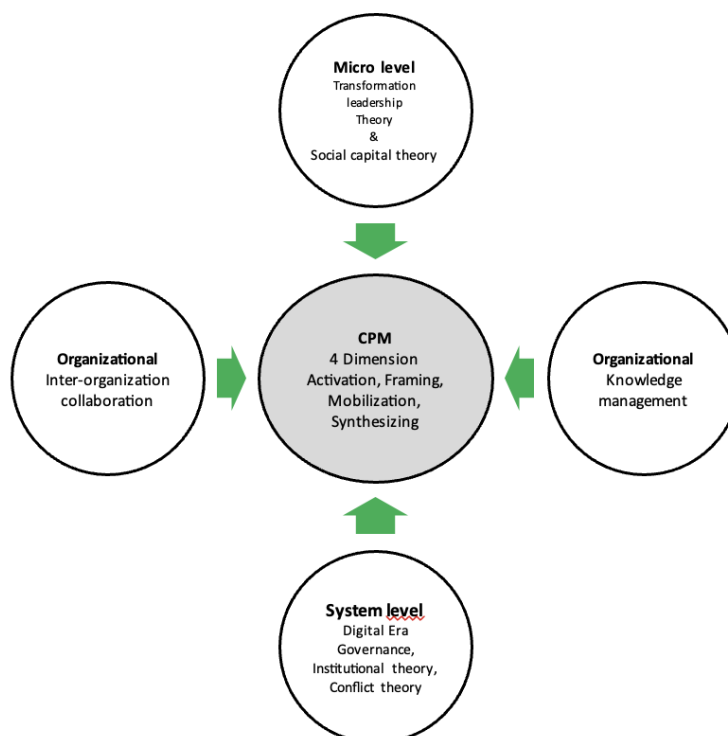 Micro level
Transformation
leadership
Theory
&
Social capital theory
CPM
4 Dimension
Activation, Framing,
Mobilization,
Synthesizing
Organizational
Inter-organization
collaboration
Organizational
Knowledge
management
System level
Digital Era
Governance,
Institutional theory,
Conflict theory